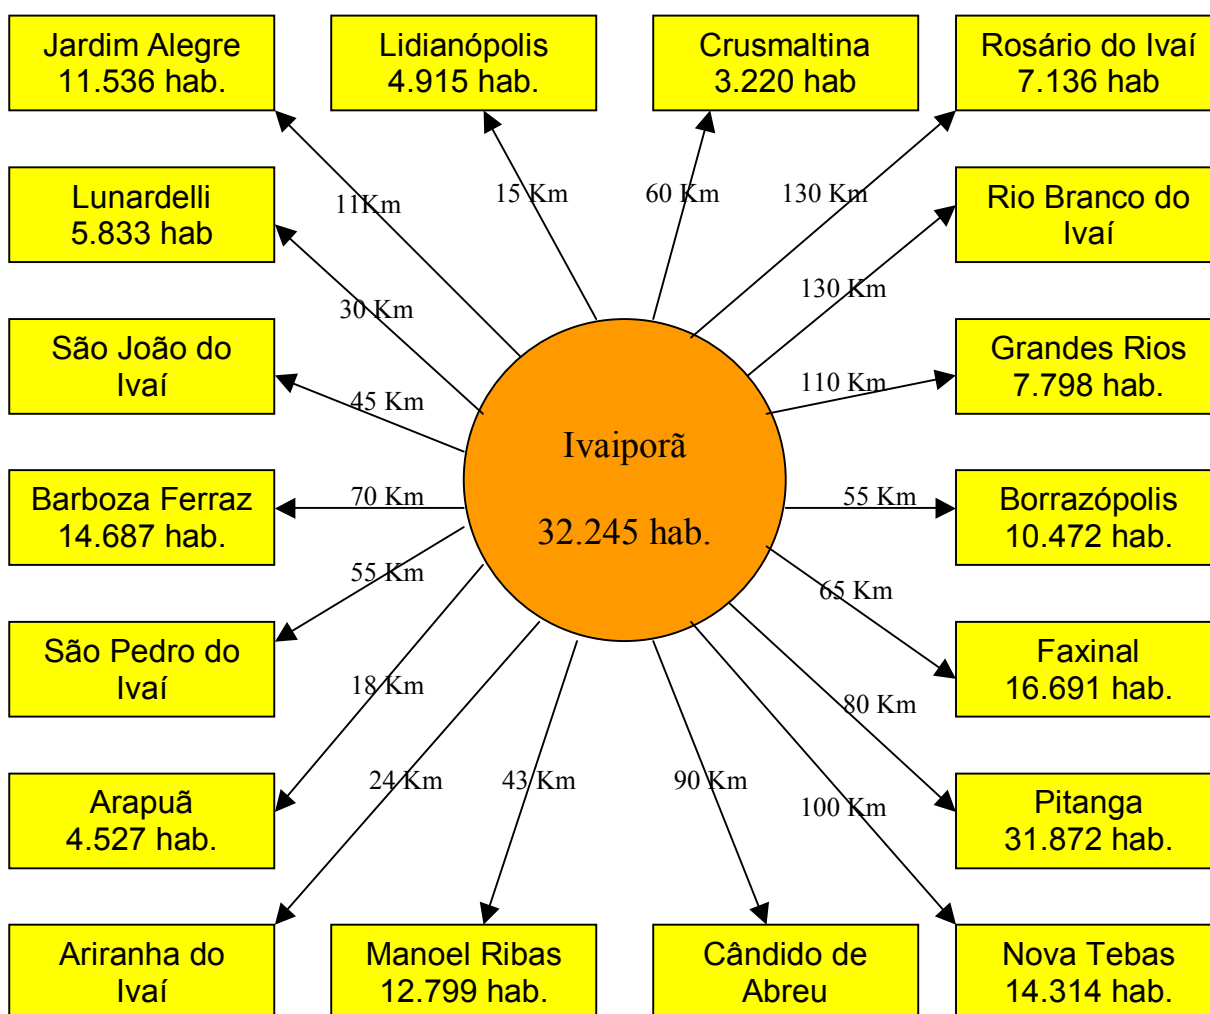 Jardim Alegre
11.536 hab.
Lidianópolis
4.915 hab.
Crusmaltina
3.220 hab
Rosário do Ivaí
7.136 hab
11Km
15 Km
60 Km
130 Km
Lunardelli
5.833 hab
Rio Branco do
Ivaí
30 Km
130 Km
São João do
Ivaí
Grandes Rios
7.798 hab.
45 Km
110 Km
Ivaiporã
32.245 hab.
Barboza Ferraz
14.687 hab.
70 Km
55 Km
Borrazópolis
10.472 hab.
55 Km
65 Km
São Pedro do
Ivaí
Faxinal
16.691 hab.
18 Km
80 Km
Arapuã
4.527 hab.
24 Km
43 Km
90 Km
100 Km
Pitanga
31.872 hab.
Ariranha do
Ivaí
Manoel Ribas
12.799 hab.
Cândido de
Abreu
Nova Tebas
14.314 hab.